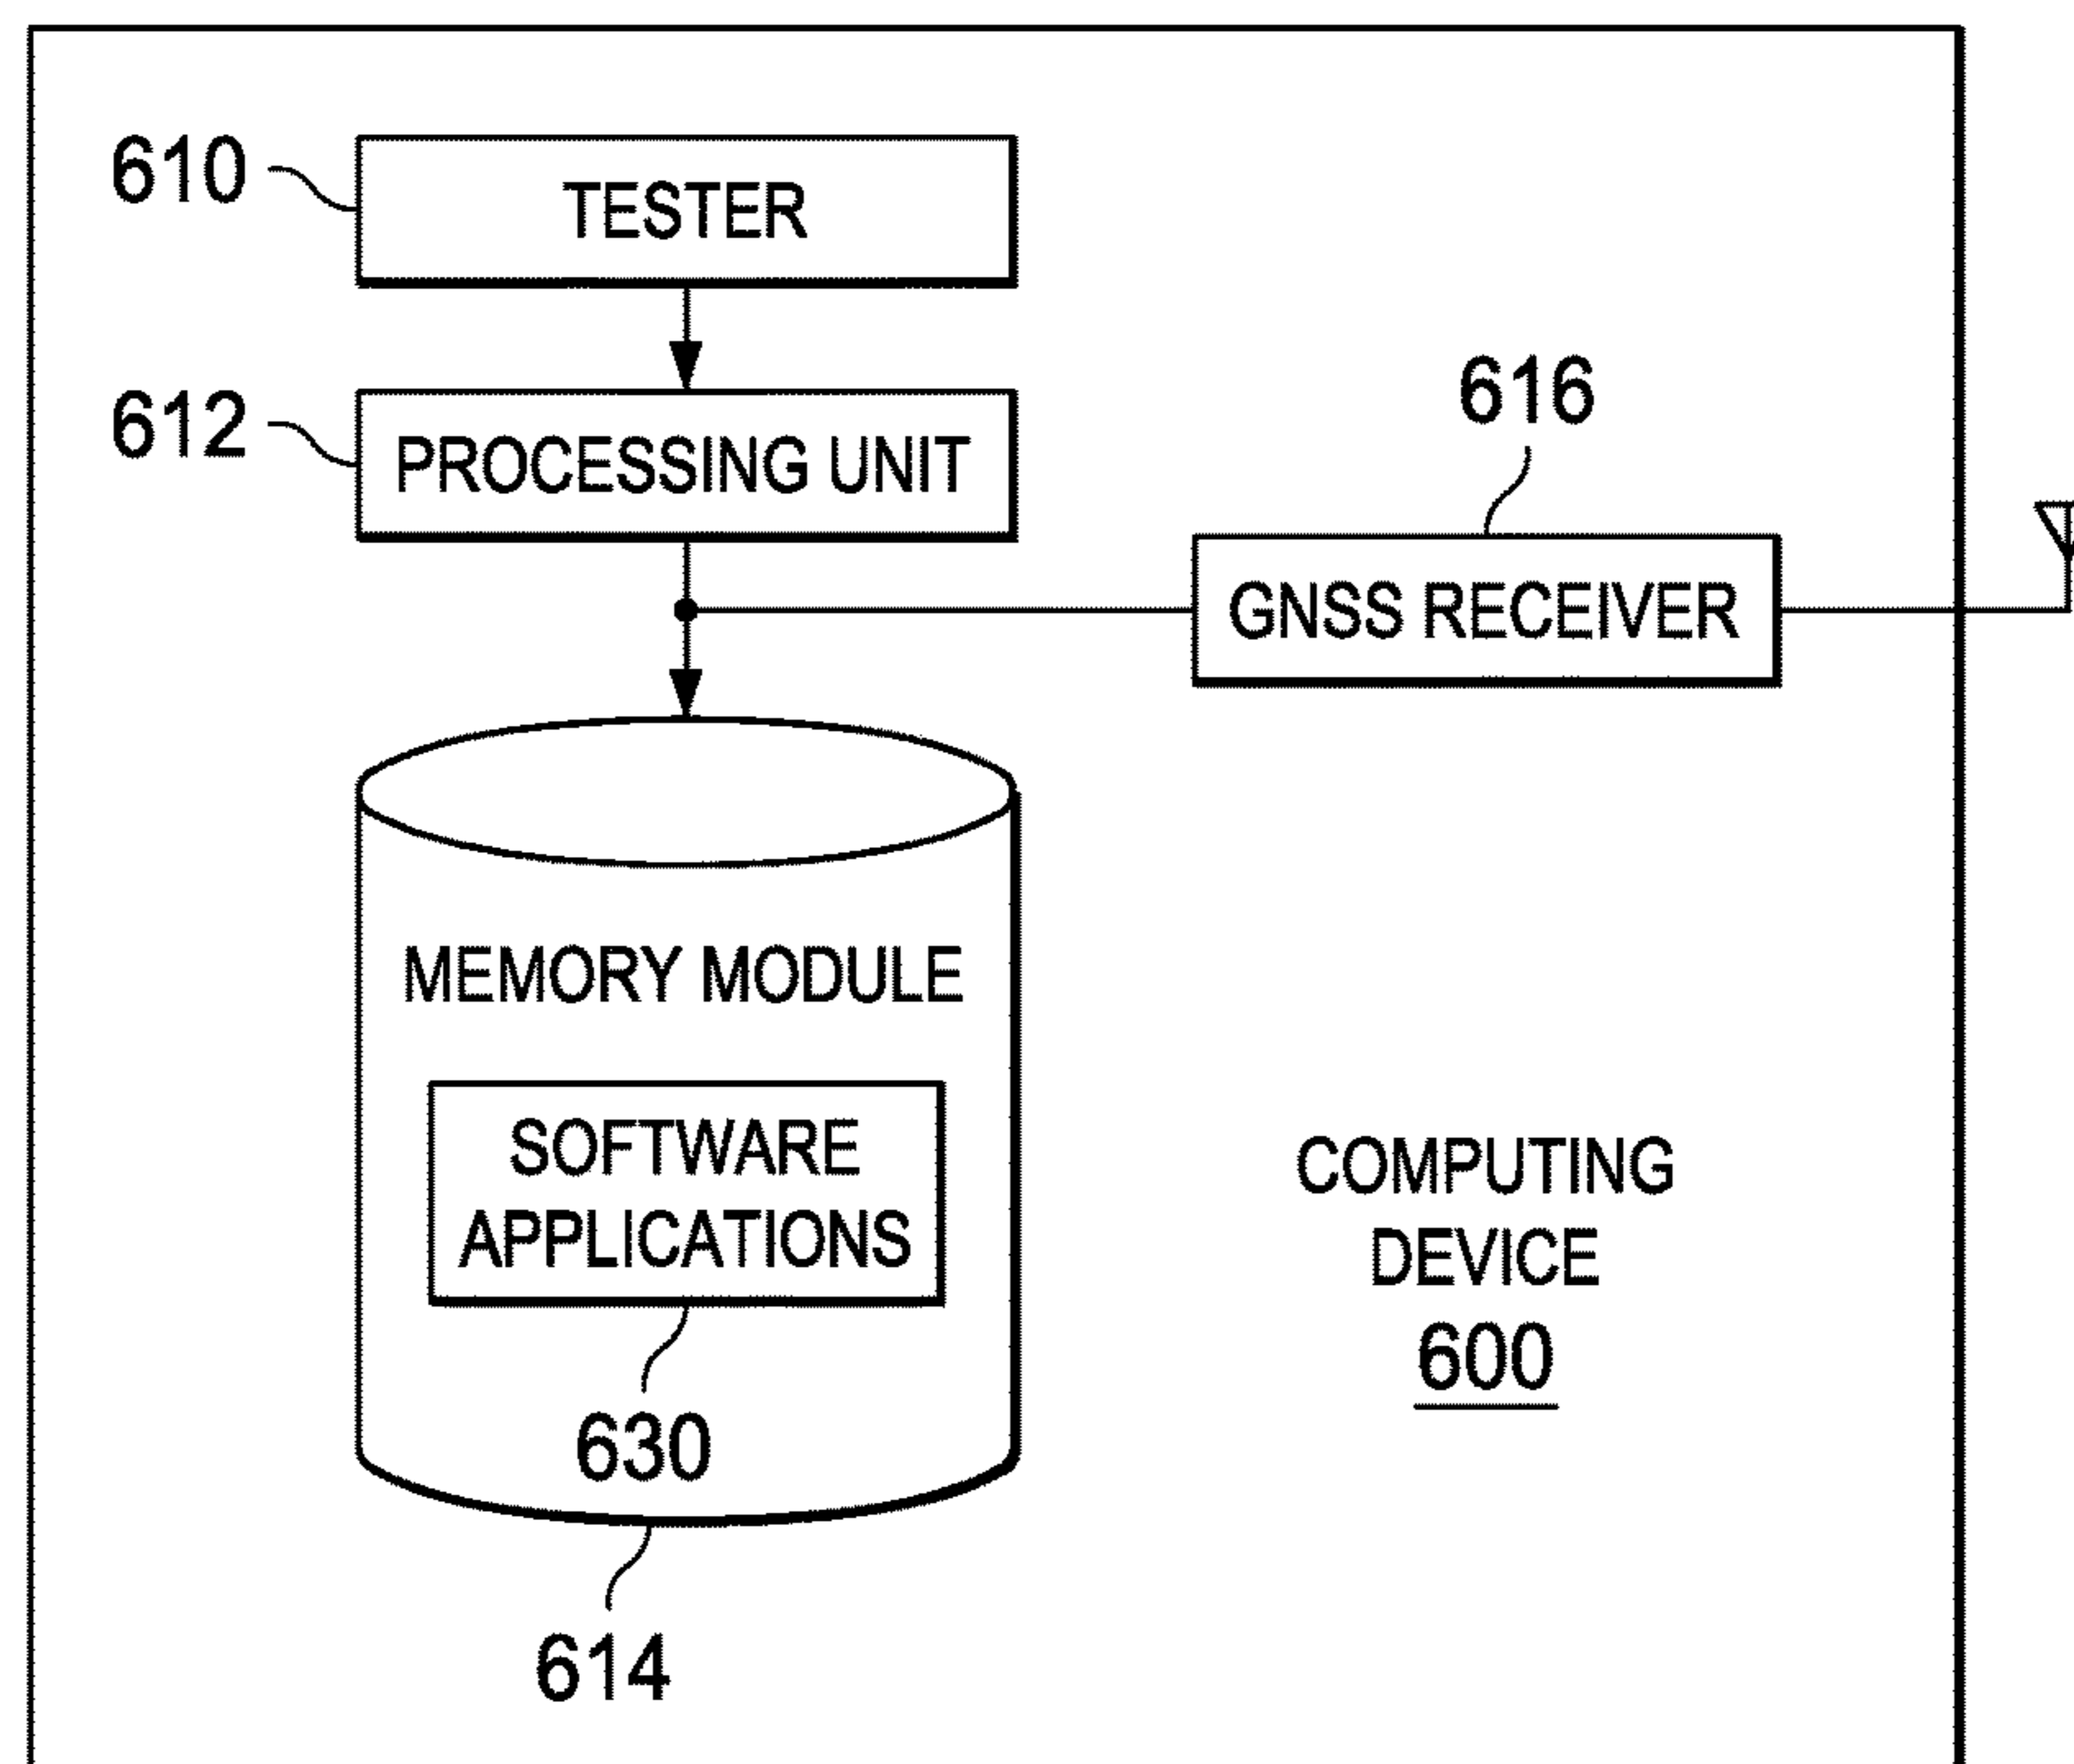 610
TESTER
612
PROCESSING UNIT
616
GNSS RECEIVER
MEMORY MODULE
SOFTWARE
APPLICATIONS
630
614
COMPUTING
DEVICE
600